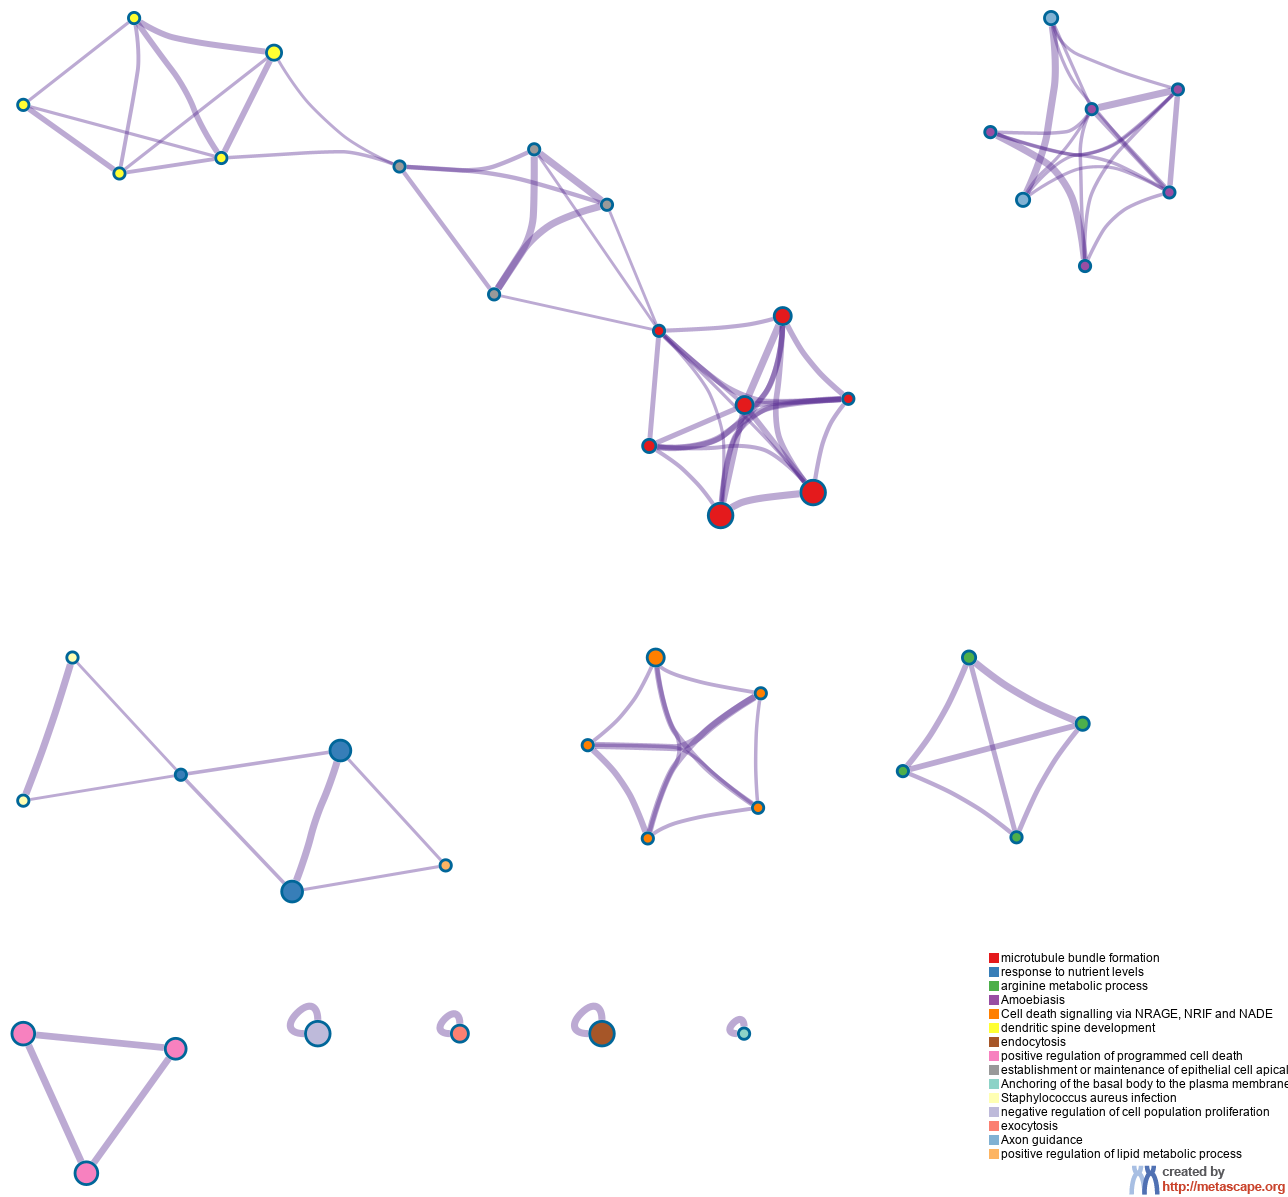 microtubule bundle formation
response to nutrient levels
arginine metabolic process
Amoebiasis
Cell death signalling via NRAGE, NRIF and NADE
dendritic spine development
endocytosis
positive regulation of programmed cell death
establishment or maintenance of epithelial cell apical
Anchoring of the basal body to the plasma membrane
Staphylococcus aureus infection
negative regulation of cell population proliferation
exocytosis
Axon guidance
positive regulation of lipid metabolic process
created by
http://metascape.org